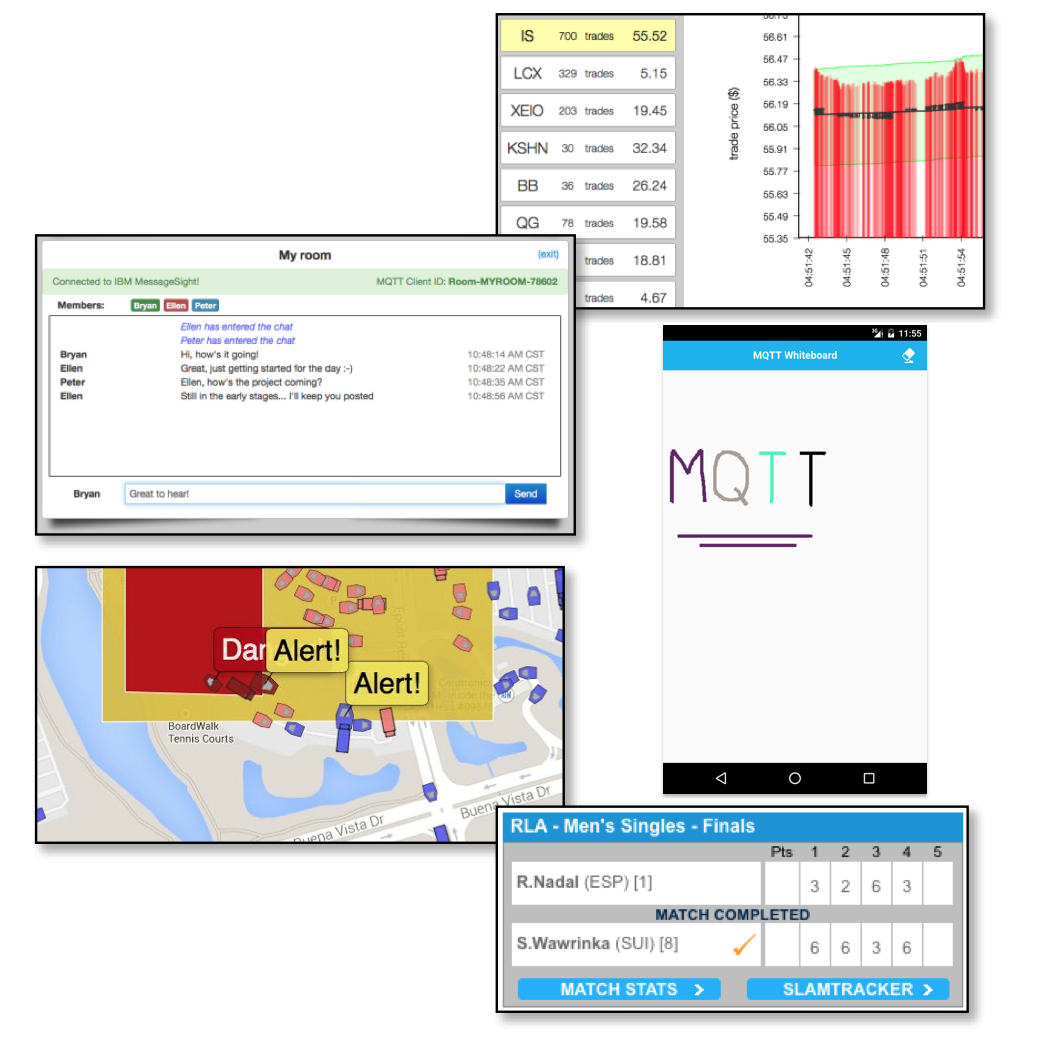 IS 700 trades 55.52
LCX 329 trades 5.15
XEIO 203 trades 19.45
KSHN 30 trades 32.34
BB 36 trades 26.24
QG 78 trades 19.58
trades 18.81
trades 4.67
trade price ($)
56.61
56.47
56.33
56.19
56.05
55.91
55.77
55.63
55.49
55.35
04:51:42
04:51:45
04:51:48
04:51:51
04:51:54
My room
(exit)
Connected to IBM MessageSight! MQTT Client ID: Room-MYROOM-78602
Members: Bryan Ellen Peter
Ellen has entered the chat
Peter has entered the chat
Bryan Hi, how's it going! 10:48:14 AM CST
Ellen Great, just getting started for the day :-) 10:48:22 AM CST
Peter Ellen, how's the project coming? 10:48:35 AM CST
Ellen Still in the early stages... I'll keep you posted 10:48:56 AM CST
Bryan Great to hear! Send
11:55
MQTT Whiteboard
MQTT
Dan
Alert!
Alert!
BoardWalk
Tennis Courts
Buena Vista Dr
Buena Vista Dr
RLA - Men's Singles - Finals
Pts 1 2 3 4 5
R.Nadal (ESP) [1] 3 2 6 3
MATCH COMPLETED
S.Wawrinka (SUI) [8] 6 6 3 6
MATCH STATS
SLAMTRACKER